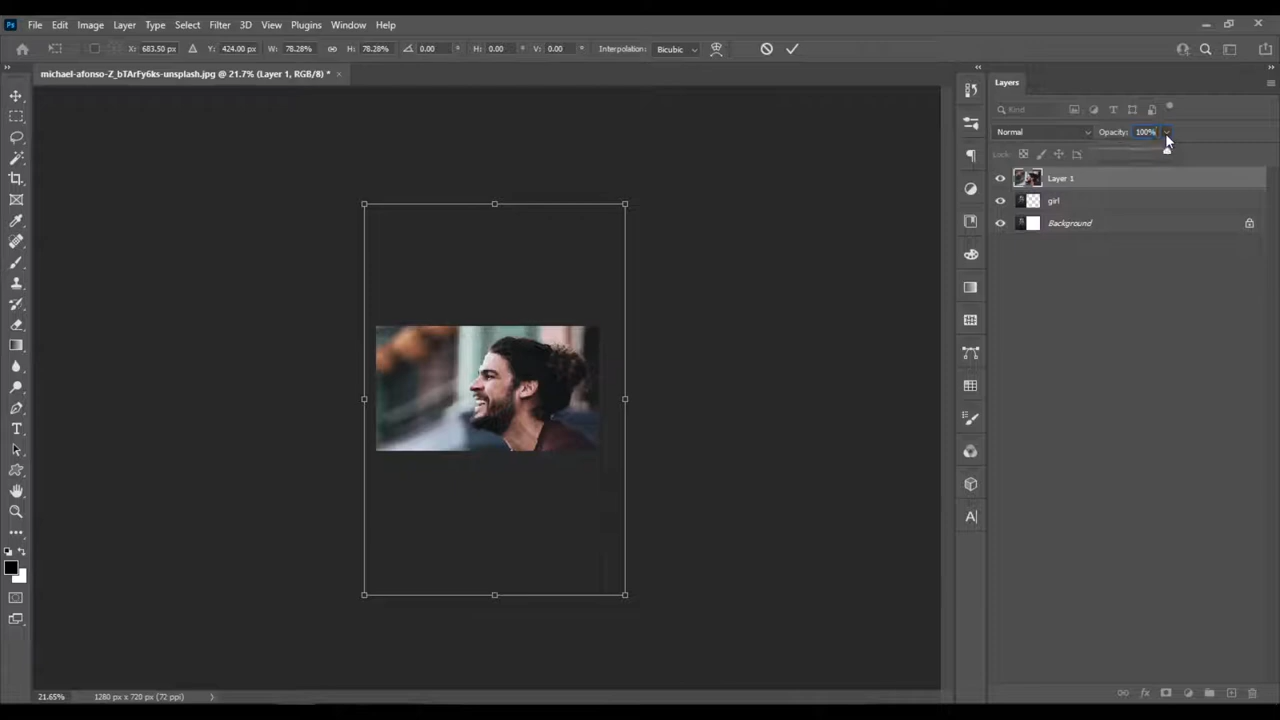 Ps File Edit Image Layer Type Select Filter 3D View Plugins Window Help
X: 683.50 px Y: 424.00 px W: 78.28% H: 78.28% 0.00 ° H: 0.00 ° V: 0.00 ° Interpolation: Bicubic
michael-afonso-Z_bTArFy6ks-unsplash.jpg @ 21.7% (Layer 1, RGB/8) * ×
Layers
Kind
Normal Opacity: 100%
Lock:
Layer 1
girl
Background
A|
21.65% 1280 px x 720 px (72 ppi)